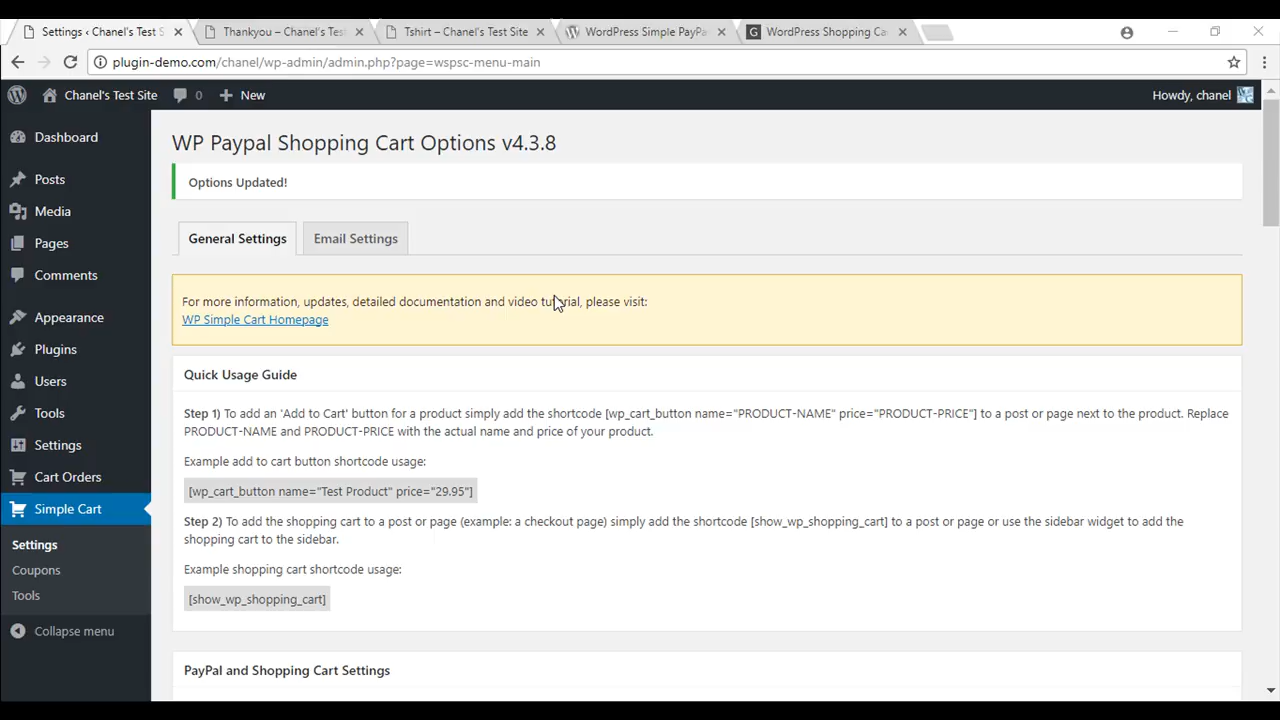 Settings ‹ Chanel's Test S
Thankyou – Chanel's Test
Tshirt – Chanel's Test Site
WordPress Simple PayPa
WordPress Shopping Ca
plugin-demo.com/chanel/wp-admin/admin.php?page=wspsc-menu-main
Chanel's Test Site
0
New
Howdy, chanel
Dashboard
Posts
Media
Pages
Comments
Appearance
Plugins
Users
Tools
Settings
Cart Orders
Simple Cart
Settings
Coupons
Tools
Collapse menu
WP Paypal Shopping Cart Options v4.3.8
Options Updated!
General Settings
Email Settings
For more information, updates, detailed documentation and video tutorial, please visit:
WP Simple Cart Homepage
Quick Usage Guide
Step 1) To add an 'Add to Cart' button for a product simply add the shortcode [wp_cart_button name="PRODUCT-NAME" price="PRODUCT-PRICE"] to a post or page next to the product. Replace
PRODUCT-NAME and PRODUCT-PRICE with the actual name and price of your product.
Example add to cart button shortcode usage:
[wp_cart_button name="Test Product" price="29.95"]
Step 2) To add the shopping cart to a post or page (example: a checkout page) simply add the shortcode [show_wp_shopping_cart] to a post or page or use the sidebar widget to add the
shopping cart to the sidebar.
Example shopping cart shortcode usage:
[show_wp_shopping_cart]
PayPal and Shopping Cart Settings